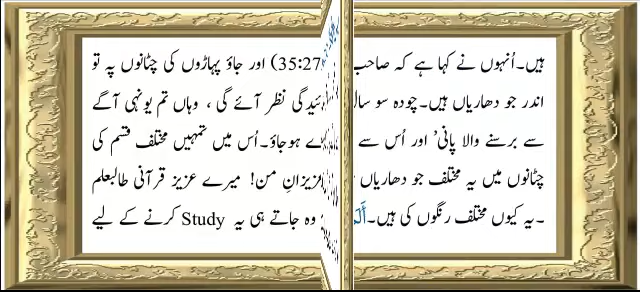 ہیں۔اُنہوں نے کہا ہے کہ صاحب 35:27) اور جاؤ پہاڑوں کی چٹانوں پہ تو
اندر جو دھاریاں ہیں۔چودہ سو سال نظر آئے گی ، وہاں تم یونہی آگے
سے برسنے والا پانی' اور اُس سے ہوجاؤ۔اُس میں تمہیں مختلف قسم کی
چٹانوں میں یہ مختلف جو دھاریاں من! میرے عزیز قرآنی طالبعلم
۔یہ کیوں مختلف رنگوں کی ہیں۔ وہ جاتے ہی یہ Study کرنے کے لیے